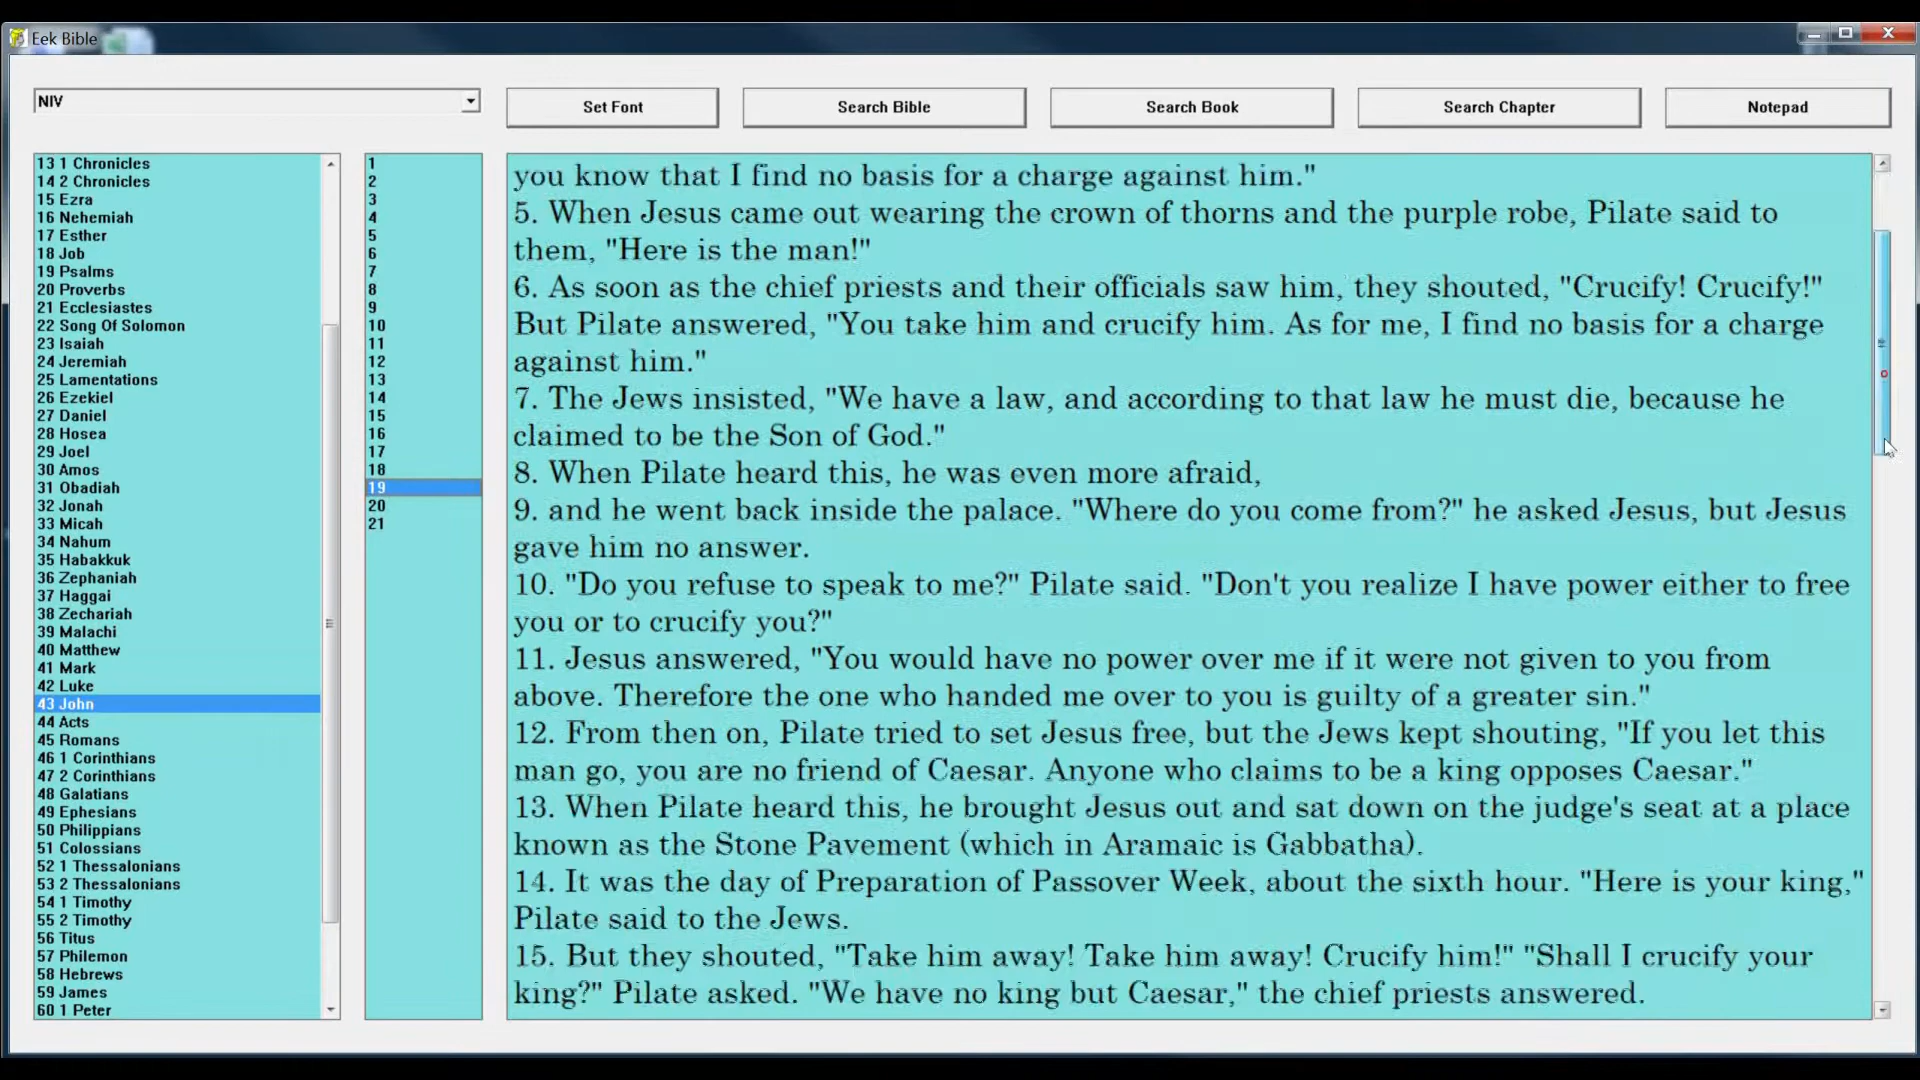 Eek Bible
NIV
Set Font
Search Bible
Search Book
Search Chapter
Notepad
13 1 Chronicles
14 2 Chronicles
15 Ezra
16 Nehemiah
17 Esther
18 Job
19 Psalms
20 Proverbs
21 Ecclesiastes
22 Song Of Solomon
23 Isaiah
24 Jeremiah
25 Lamentations
26 Ezekiel
27 Daniel
28 Hosea
29 Joel
30 Amos
31 Obadiah
32 Jonah
33 Micah
34 Nahum
35 Habakkuk
36 Zephaniah
37 Haggai
38 Zechariah
39 Malachi
40 Matthew
41 Mark
42 Luke
43 John
44 Acts
45 Romans
46 1 Corinthians
47 2 Corinthians
48 Galatians
49 Ephesians
50 Philippians
51 Colossians
52 1 Thessalonians
53 2 Thessalonians
54 1 Timothy
55 2 Timothy
56 Titus
57 Philemon
58 Hebrews
59 James
60 1 Peter
1
2
3
4
5
6
7
8
9
10
11
12
13
14
15
16
17
18
19
20
21
you know that I find no basis for a charge against him."
5. When Jesus came out wearing the crown of thorns and the purple robe, Pilate said to
them, "Here is the man!"
6. As soon as the chief priests and their officials saw him, they shouted, "Crucify! Crucify!"
But Pilate answered, "You take him and crucify him. As for me, I find no basis for a charge
against him."
7. The Jews insisted, "We have a law, and according to that law he must die, because he
claimed to be the Son of God."
8. When Pilate heard this, he was even more afraid,
9. and he went back inside the palace. "Where do you come from?" he asked Jesus, but Jesus
gave him no answer.
10. "Do you refuse to speak to me?" Pilate said. "Don't you realize I have power either to free
you or to crucify you?"
11. Jesus answered, "You would have no power over me if it were not given to you from
above. Therefore the one who handed me over to you is guilty of a greater sin."
12. From then on, Pilate tried to set Jesus free, but the Jews kept shouting, "If you let this
man go, you are no friend of Caesar. Anyone who claims to be a king opposes Caesar."
13. When Pilate heard this, he brought Jesus out and sat down on the judge's seat at a place
known as the Stone Pavement (which in Aramaic is Gabbatha).
14. It was the day of Preparation of Passover Week, about the sixth hour. "Here is your king,"
Pilate said to the Jews.
15. But they shouted, "Take him away! Take him away! Crucify him!" "Shall I crucify your
king?" Pilate asked. "We have no king but Caesar," the chief priests answered.